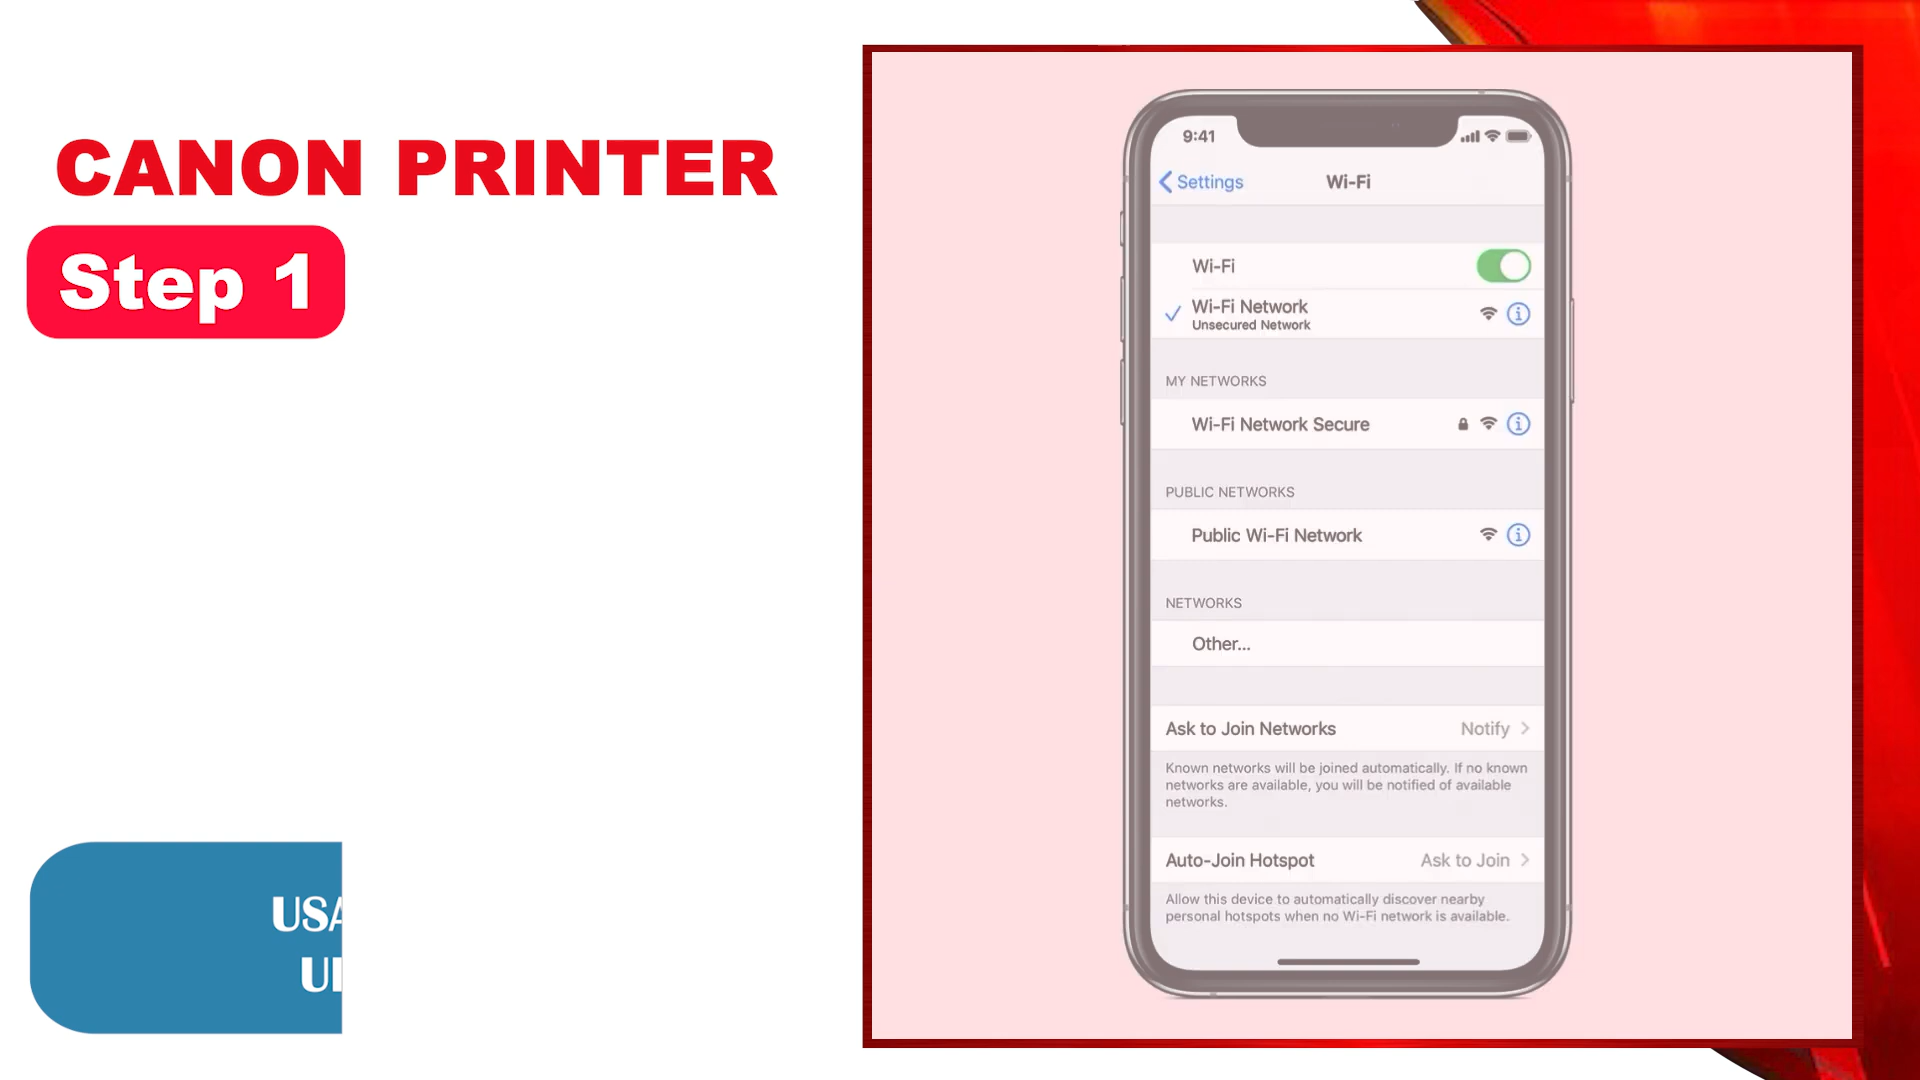 CANON PRINTER
Step 1
9:41
Settings
Wi-Fi
Wi-Fi
Wi-Fi Network
Unsecured Network
MY NETWORKS
Wi-Fi Network Secure
PUBLIC NETWORKS
Public Wi-Fi Network
NETWORKS
Other...
Ask to Join Networks Notify
Known networks will be joined automatically. If no known
networks are available, you will be notified of available
networks.
Auto-Join Hotspot Ask to Join
Allow this device to automatically discover nearby
personal hotspots when no Wi-Fi network is available.
USA